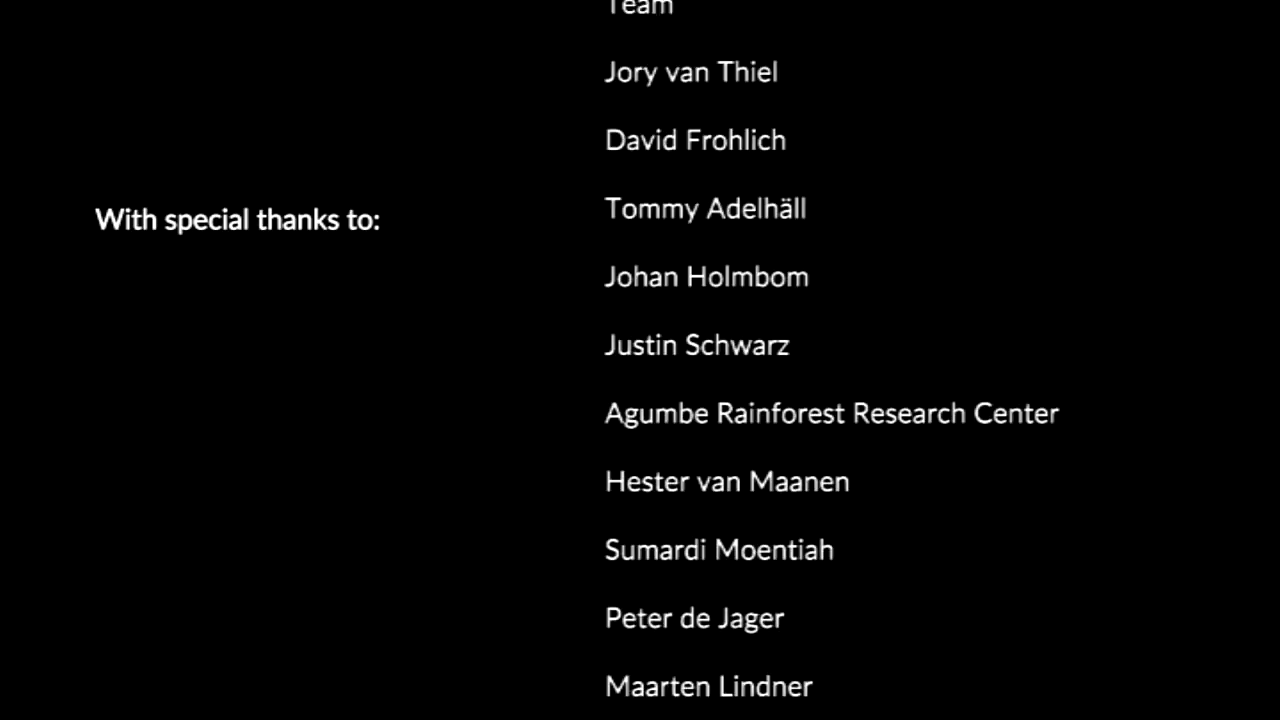 Team
Jory van Thiel
David Frohlich
With special thanks to:
Tommy Adelhäll
Johan Holmbom
Justin Schwarz
Agumbe Rainforest Research Center
Hester van Maanen
Sumardi Moentiah
Peter de Jager
Maarten Lindner